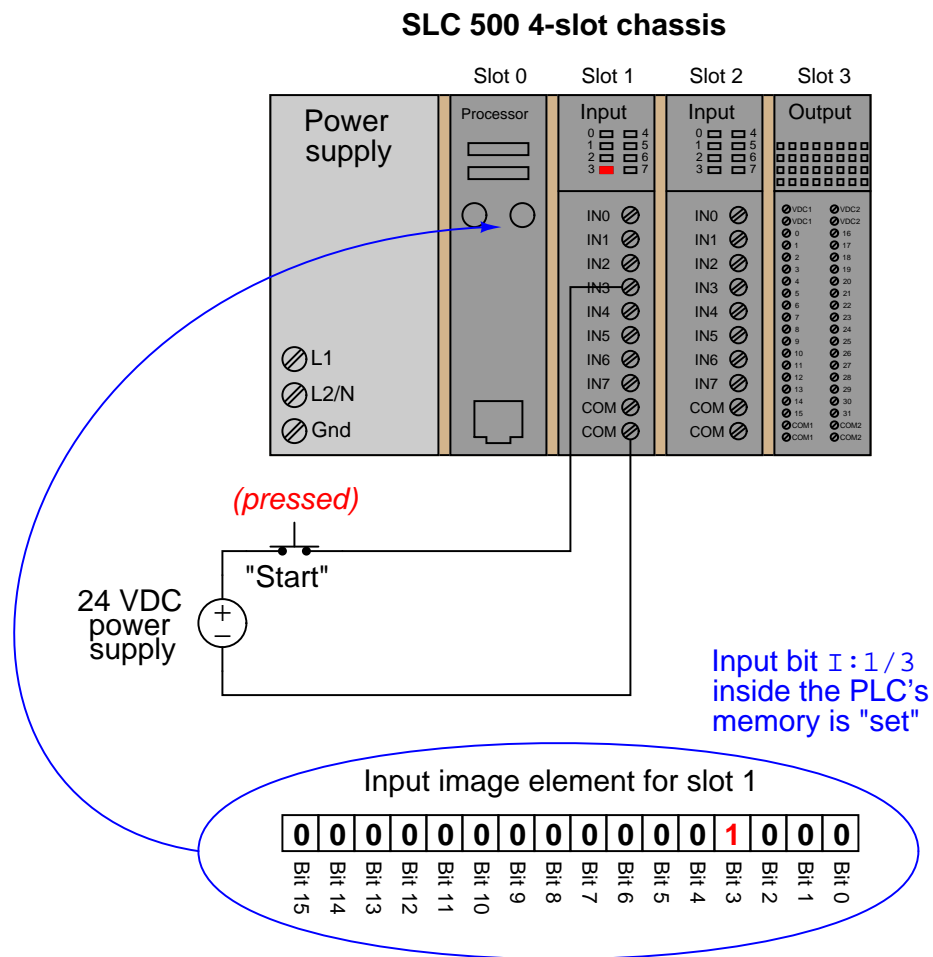 SLC 500 4-slot chassis
Slot 0 Slot 1 Slot 2 Slot 3
Power
supply
Processor
Input
0 4
1 5
2 6
3 7
Input
0 4
1 5
2 6
3 7
Output
IN0
IN1
IN2
IN3
IN4
IN5
IN6
IN7
COM
COM
IN0
IN1
IN2
IN3
IN4
IN5
IN6
IN7
COM
COM
VDC1 VDC2
VDC1 VDC2
0 16
1 17
2 18
3 19
4 20
5 21
6 22
7 23
8 24
9 25
10 26
11 27
12 28
13 29
14 30
15 31
COM1 COM2
COM1 COM2
L1
L2/N
Gnd
(pressed)
"Start"
24 VDC
power
supply
+
−
Input bit I:1/3
inside the PLC's
memory is "set"
Input image element for slot 1
0 0 0 0 0 0 0 0 0 0 0 0 1 0 0 0
Bit 15 Bit 14 Bit 13 Bit 12 Bit 11 Bit 10 Bit 9 Bit 8 Bit 7 Bit 6 Bit 5 Bit 4 Bit 3 Bit 2 Bit 1 Bit 0